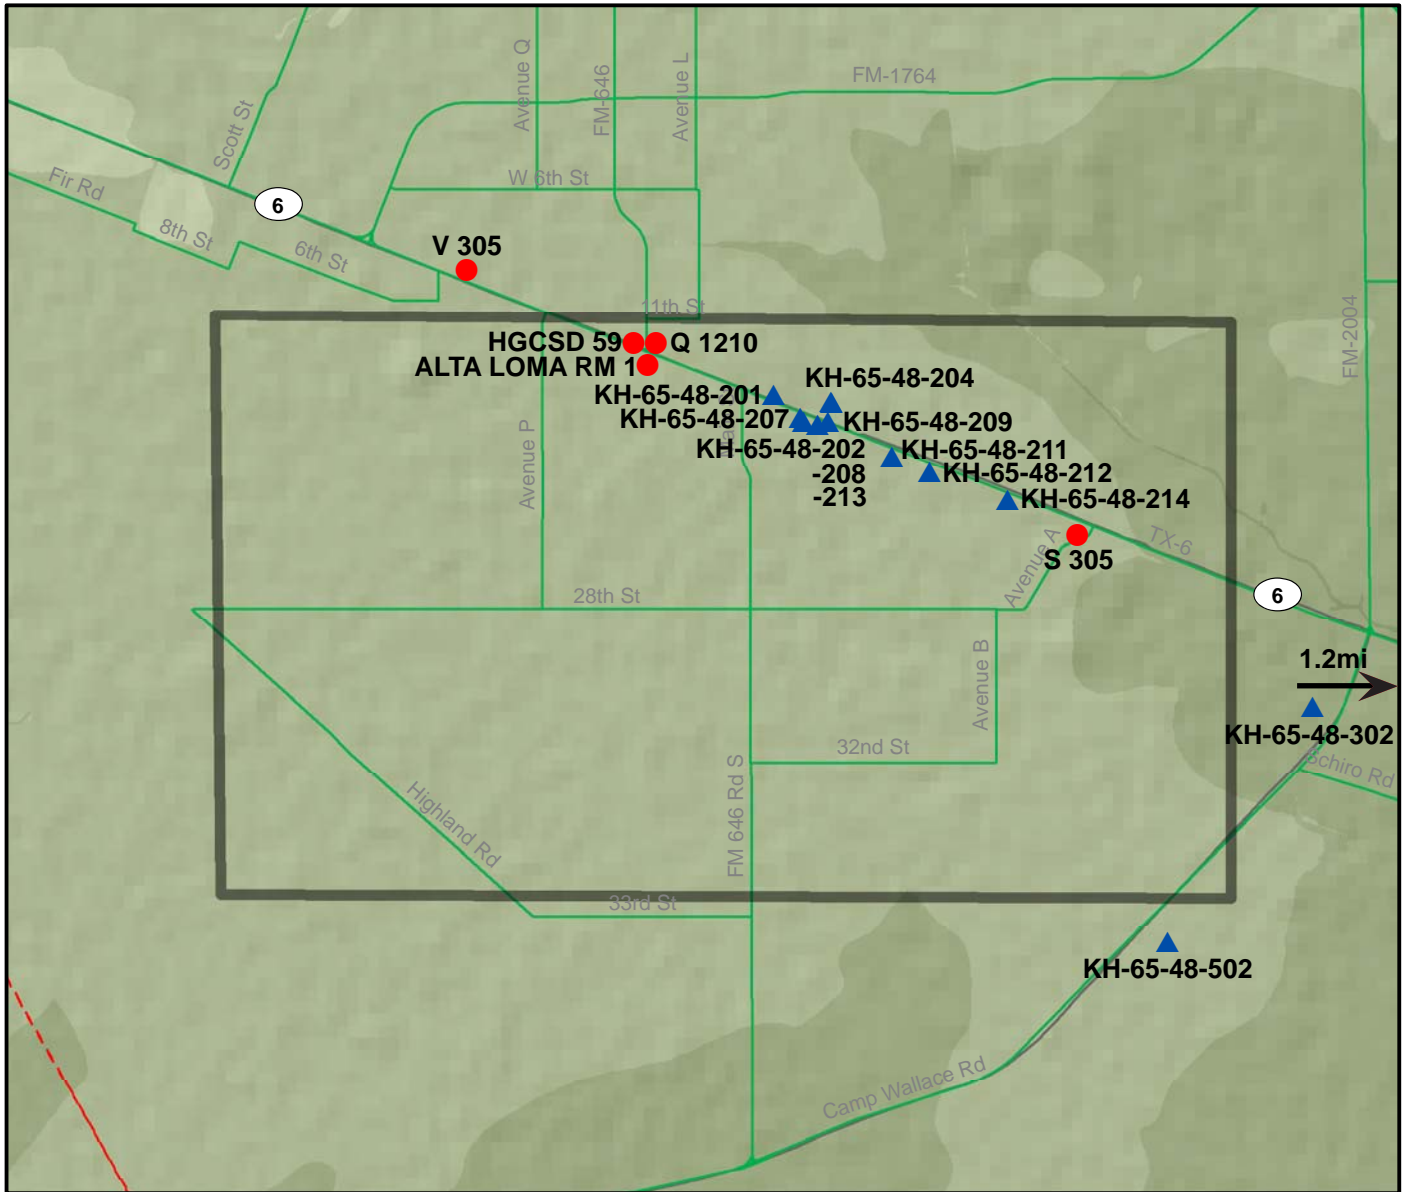 Avenue Q
FM-646
Avenue L
FM-1764
Scott St
Fir Rd
W 6th St
6
8th St
6th St
V 305
11th St
FM-2004
HGCSD 59
Q 1210
ALTA LOMA RM 1
KH-65-48-204
KH-65-48-201
KH-65-48-207
KH-65-48-209
KH-65-48-202
-208
-213
KH-65-48-211
KH-65-48-212
KH-65-48-214
Avenue P
TX-6
Avenue A
S 305
28th St
6
1.2mi
Avenue B
KH-65-48-302
32nd St
Schiro Rd
Highland Rd
FM 646 Rd S
33rd St
KH-65-48-502
Camp Wallace Rd